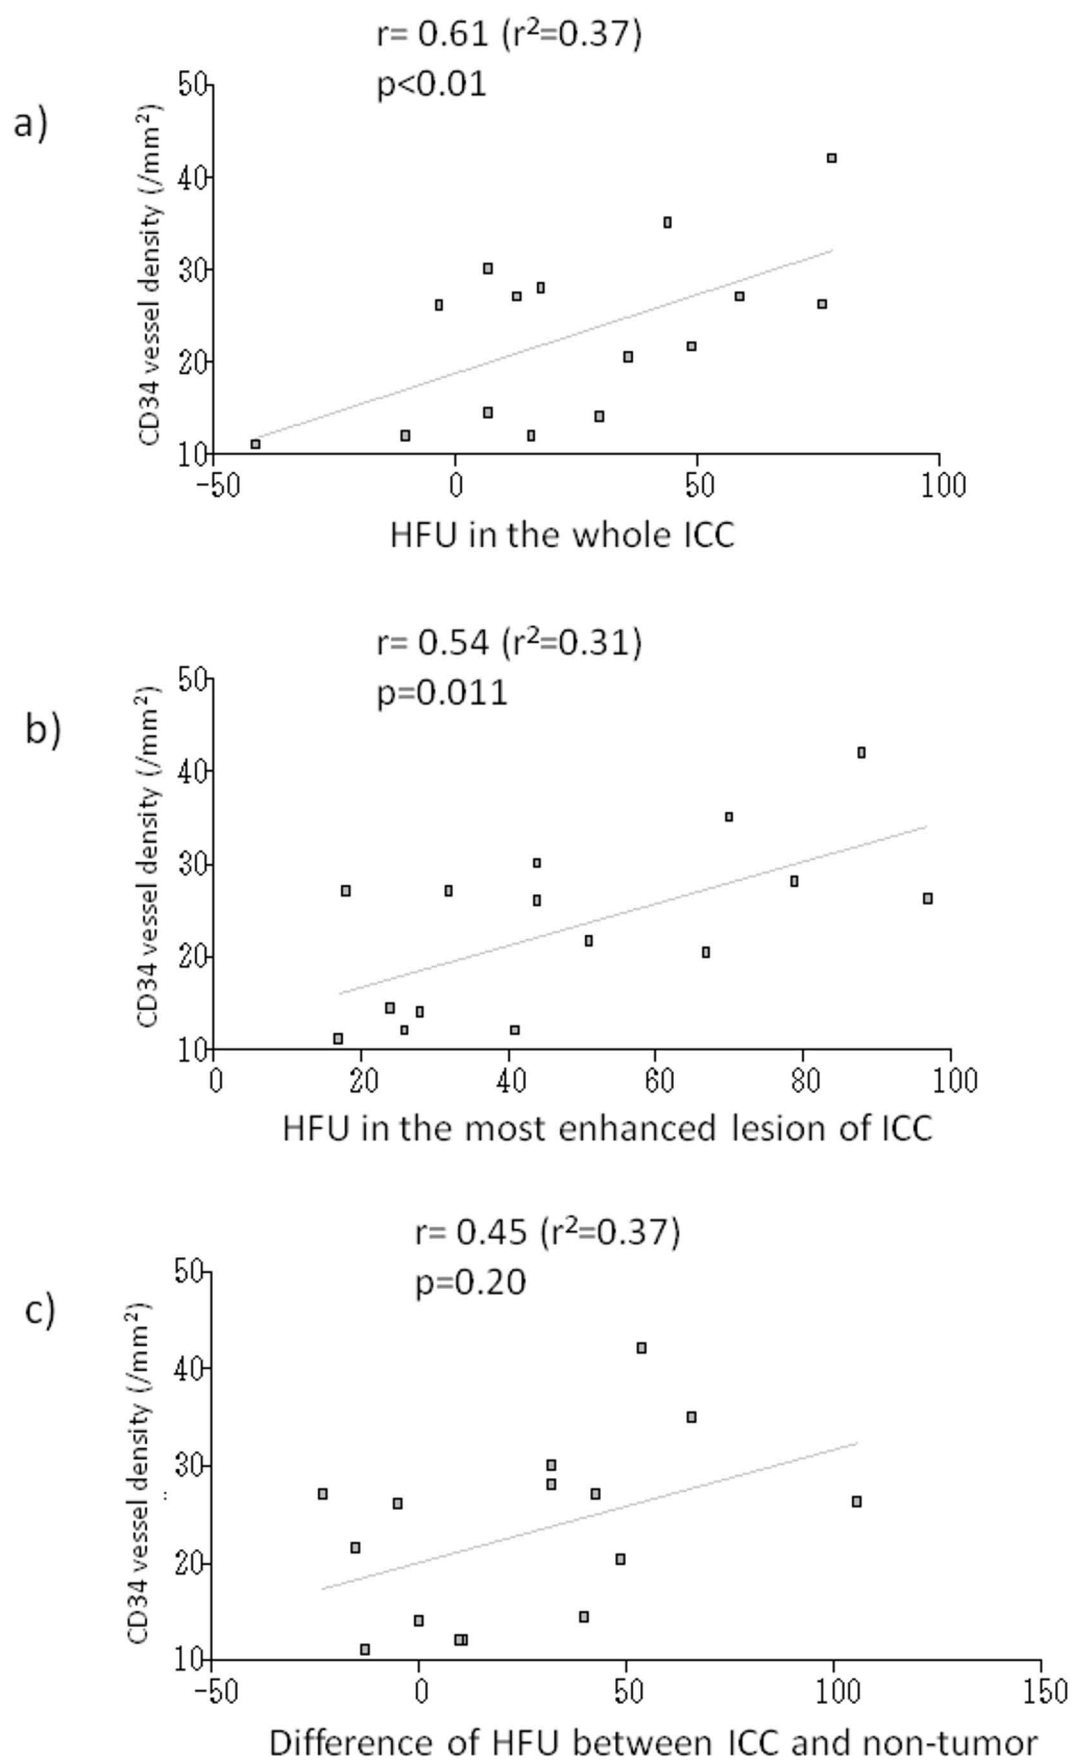 r= 0.61 (r²=0.37)
p<0.01
a)
CD34 vessel density (/mm²)
50
40
30
20
10
-50 0 50 100
HFU in the whole ICC
r= 0.54 (r²=0.31)
p=0.011
b)
CD34 vessel density (/mm²)
50
40
30
20
10
0 20 40 60 80 100
HFU in the most enhanced lesion of ICC
r= 0.45 (r²=0.37)
p=0.20
c)
CD34 vessel density (/mm²)
50
40
30
20
10
-50 0 50 100 150
Difference of HFU between ICC and non-tumor